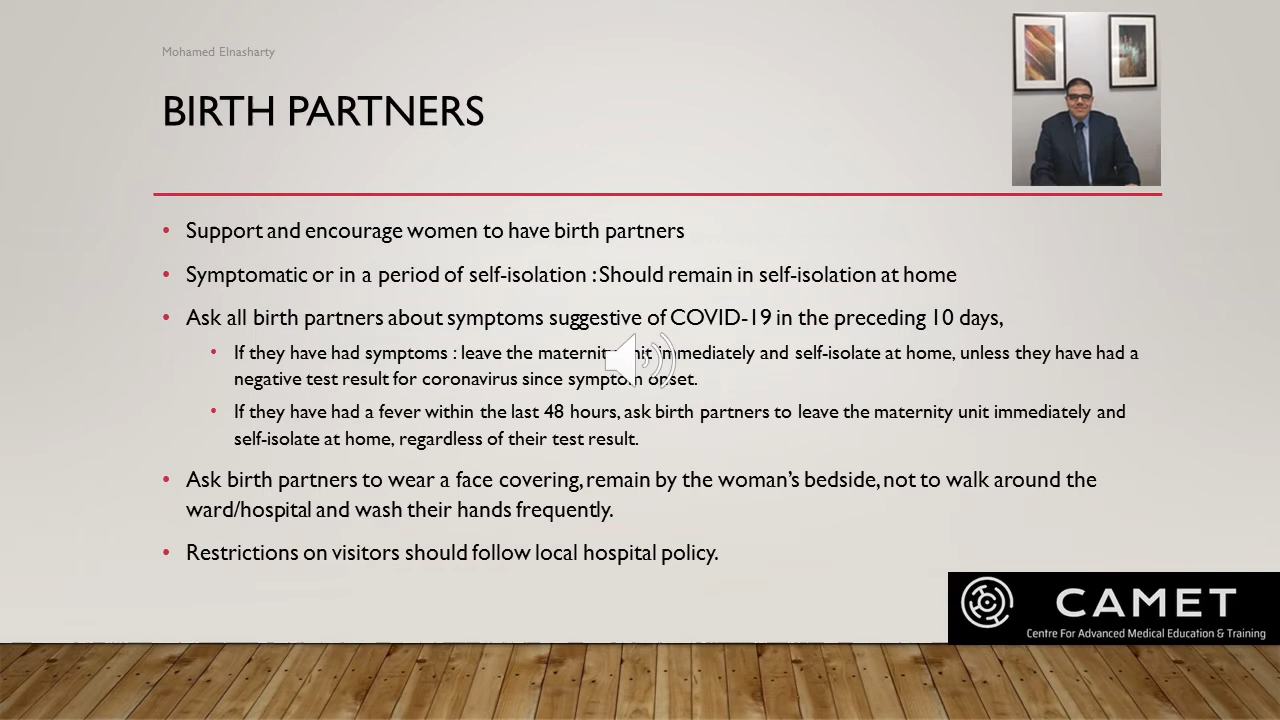 Mohamed Elnasharty
BIRTH PARTNERS
• Support and encourage women to have birth partners
• Symptomatic or in a period of self-isolation : Should remain in self-isolation at home
• Ask all birth partners about symptoms suggestive of COVID-19 in the preceding 10 days,
• If they have had symptoms : leave the maternity unit immediately and self-isolate at home, unless they have had a
negative test result for coronavirus since symptom onset.
• If they have had a fever within the last 48 hours, ask birth partners to leave the maternity unit immediately and
self-isolate at home, regardless of their test result.
• Ask birth partners to wear a face covering, remain by the woman’s bedside, not to walk around the
ward/hospital and wash their hands frequently.
• Restrictions on visitors should follow local hospital policy.
CAMET
Centre For Advanced Medical Education & Training